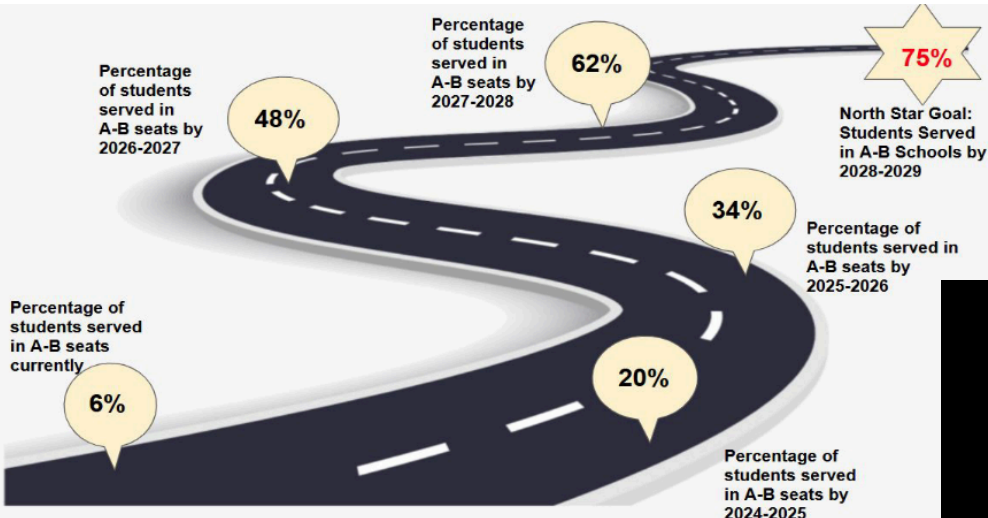 Percentage
of students
served in
A-B seats by
2027-2028
62%
75%
North Star Goal:
Students Served
in A-B Schools by
2028-2029
Percentage
of students
served in
A-B seats by
2026-2027
48%
34%
Percentage of
students served in
A-B seats by
2025-2026
Percentage of
students served
in A-B seats
currently
6%
20%
Percentage of
students served
in A-B seats by
2024-2025